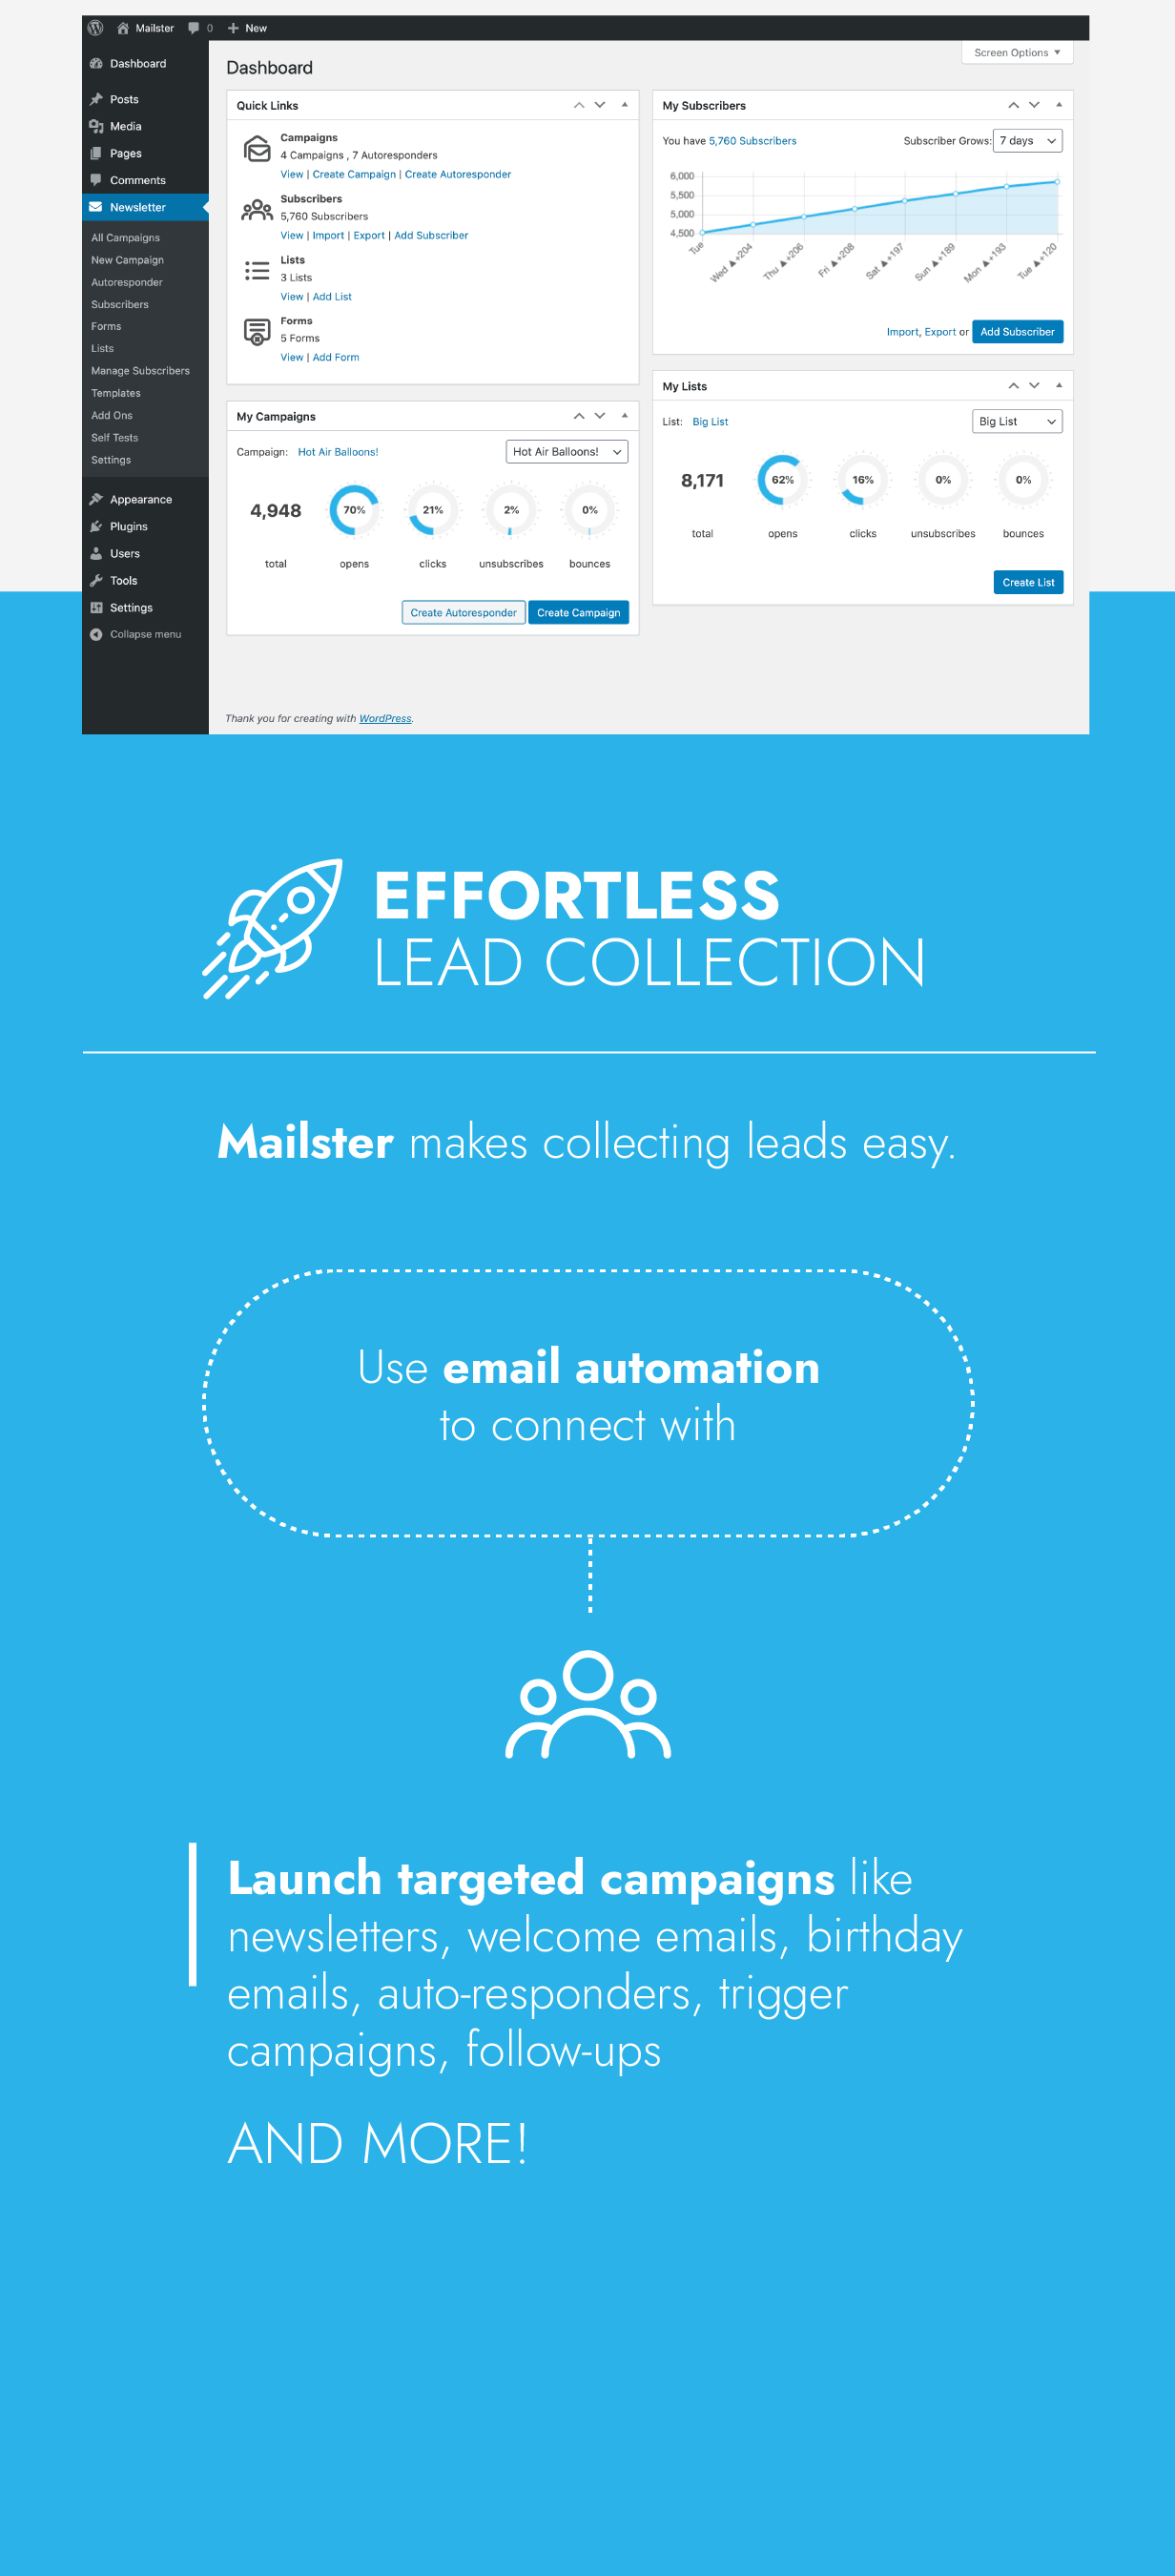 Mailster 0 New
Screen Options
Dashboard
Posts
Media
Pages
Comments
Newsletter
All Campaigns
New Campaign
Autoresponder
Subscribers
Forms
Lists
Manage Subscribers
Templates
Add Ons
Self Tests
Settings
Appearance
Plugins
Users
Tools
Settings
Collapse menu
Dashboard
Quick Links
Campaigns
4 Campaigns , 7 Autoresponders
View | Create Campaign | Create Autoresponder
Subscribers
5,760 Subscribers
View | Import | Export | Add Subscriber
Lists
3 Lists
View | Add List
Forms
5 Forms
View | Add Form
My Campaigns
Campaign: Hot Air Balloons! Hot Air Balloons!
4,948 70% 21% 2% 0%
total opens clicks unsubscribes bounces
Create Autoresponder Create Campaign
My Subscribers
You have 5,760 Subscribers Subscriber Grows: 7 days
6,000
5,500
5,000
4,500
Tue Wed ▲+204 Thu ▲+206 Fri ▲+208 Sat ▲+197 Sun ▲+189 Mon ▲+193 Tue ▲+120
Import, Export or Add Subscriber
My Lists
List: Big List Big List
8,171 62% 16% 0% 0%
total opens clicks unsubscribes bounces
Create List
Thank you for creating with WordPress.
EFFORTLESS
LEAD COLLECTION
Mailster makes collecting leads easy.
Use email automation
to connect with
Launch targeted campaigns like
newsletters, welcome emails, birthday
emails, auto-responders, trigger
campaigns, follow-ups
AND MORE!